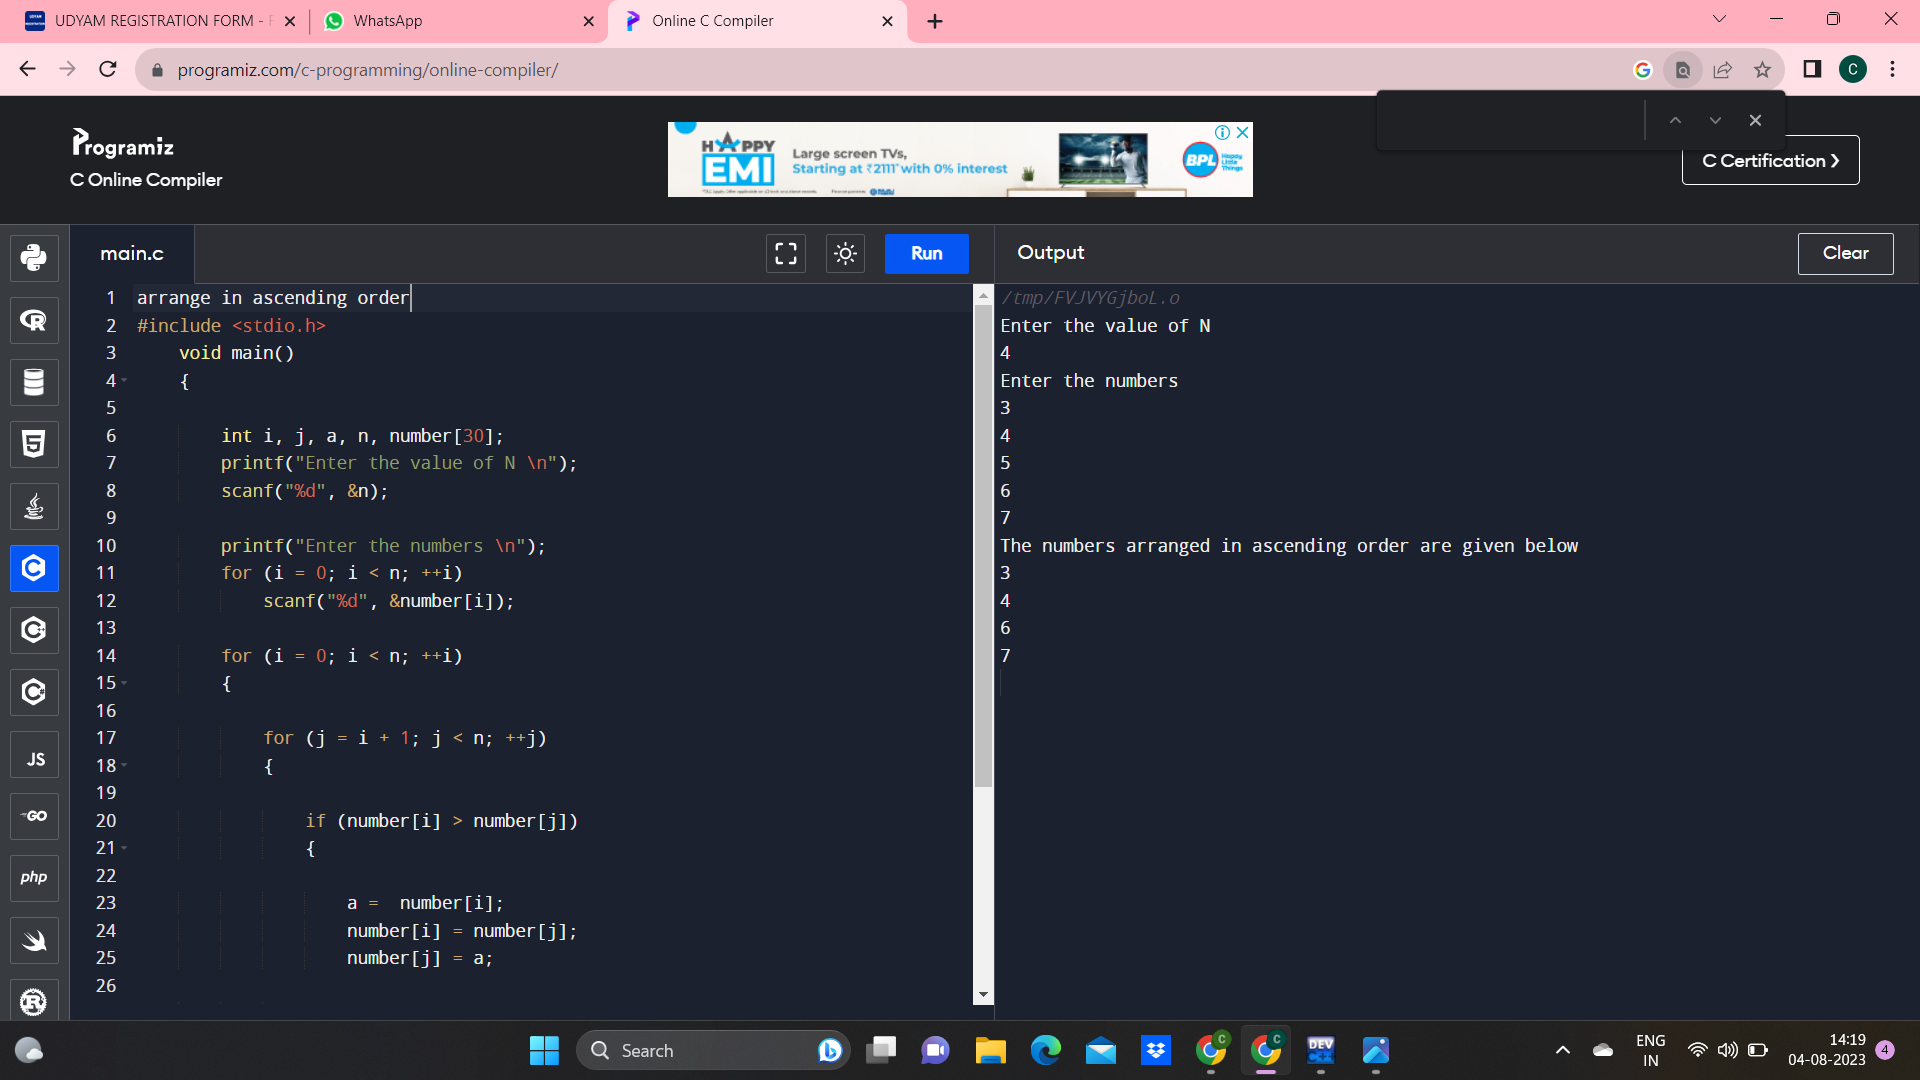 UDYAM REGISTRATION FORM -
WhatsApp
Online C Compiler
programiz.com/c-programming/online-compiler/
C
Programiz
C Online Compiler
HAPPY
EMI
Large screen TVs,
Starting at ₹2111* with 0% interest
BPL
Happy
Little
Things
C Certification
main.c
Run
Output
Clear
1 arrange in ascending order
2 #include <stdio.h>
3 void main()
4 {
5
6 int i, j, a, n, number[30];
7 printf("Enter the value of N \n");
8 scanf("%d", &n);
9
10 printf("Enter the numbers \n");
11 for (i = 0; i < n; ++i)
12 scanf("%d", &number[i]);
13
14 for (i = 0; i < n; ++i)
15 {
16
17 for (j = i + 1; j < n; ++j)
18 {
19
20 if (number[i] > number[j])
21 {
22
23 a =  number[i];
24 number[i] = number[j];
25 number[j] = a;
26
/tmp/FVJVYGjboL.o
Enter the value of N
4
Enter the numbers
3
4
5
6
7
The numbers arranged in ascending order are given below
3
4
6
7
JS
GO
php
Search
DEV
ENG
IN
14:19
04-08-2023
4